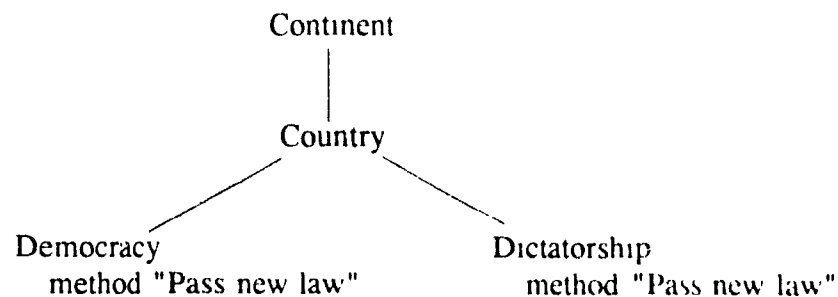 Continent
Country
Democracy
method "Pass new law"
Dictatorship
method "Pass new law"